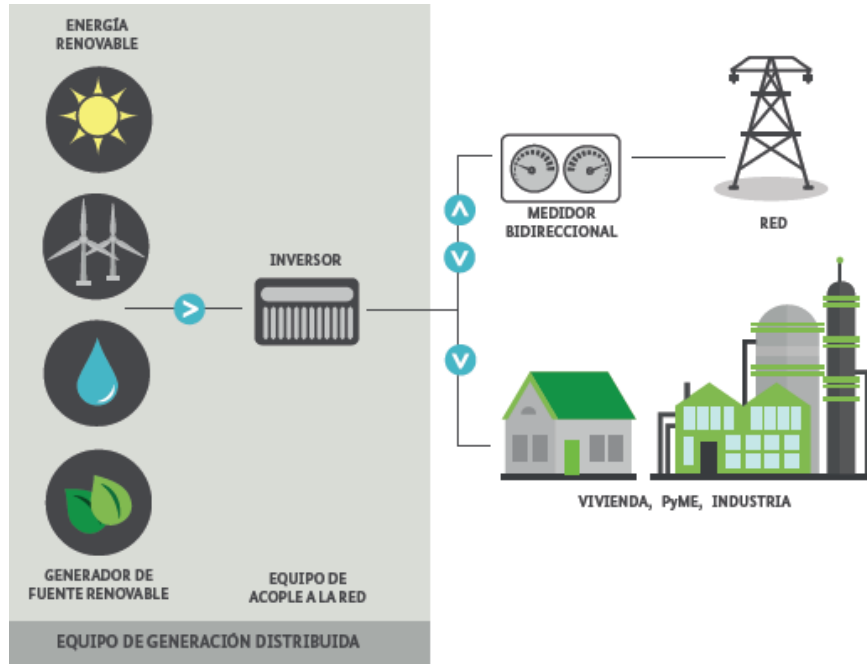 ENERGÍA
RENOVABLE
INVERSOR
MEDIDOR
BIDIRECCIONAL
RED
VIVIENDA, PyME, INDUSTRIA
GENERADOR DE
FUENTE RENOVABLE
EQUIPO DE
ACOPLE A LA RED
EQUIPO DE GENERACIÓN DISTRIBUIDA